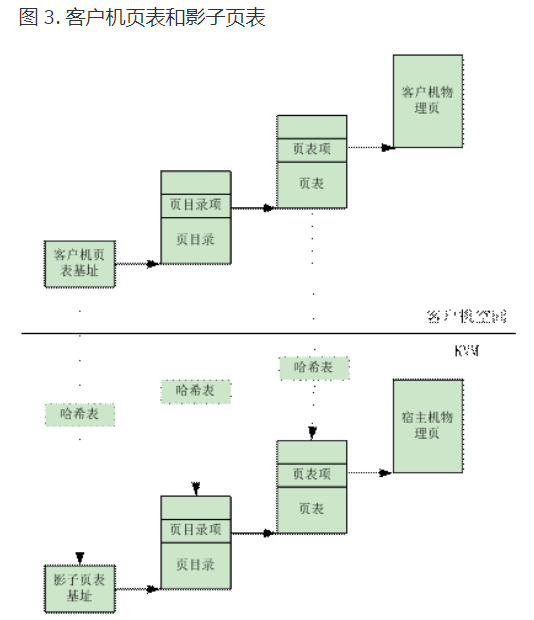 图 3. 客户机页表和影子页表
客户机物
理页
页表项
页表
页目录项
页目录
客户机页
表基址
客户机空间
KVM
哈希表
哈希表
哈希表
宿主机物
理页
页表项
页表
页目录项
页目录
影子页表
基址